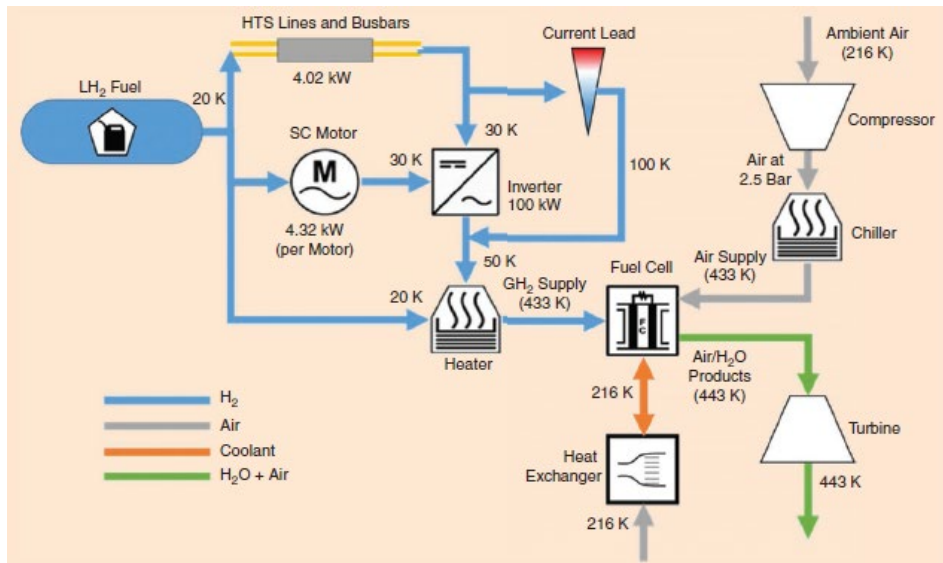 HTS Lines and Busbars
4.02 kW
LH2 Fuel
20 K
SC Motor
M
4.32 kW
(per Motor)
30 K
30 K
Current Lead
100 K
Inverter
100 kW
50 K
20 K
Heater
GH2 Supply
(433 K)
Fuel Cell
F
C
Ambient Air
(216 K)
Compressor
Air at
2.5 Bar
Chiller
Air Supply
(433 K)
Air/H2O
Products
(443 K)
216 K
Heat
Exchanger
216 K
Turbine
443 K
H2
Air
Coolant
H2O + Air